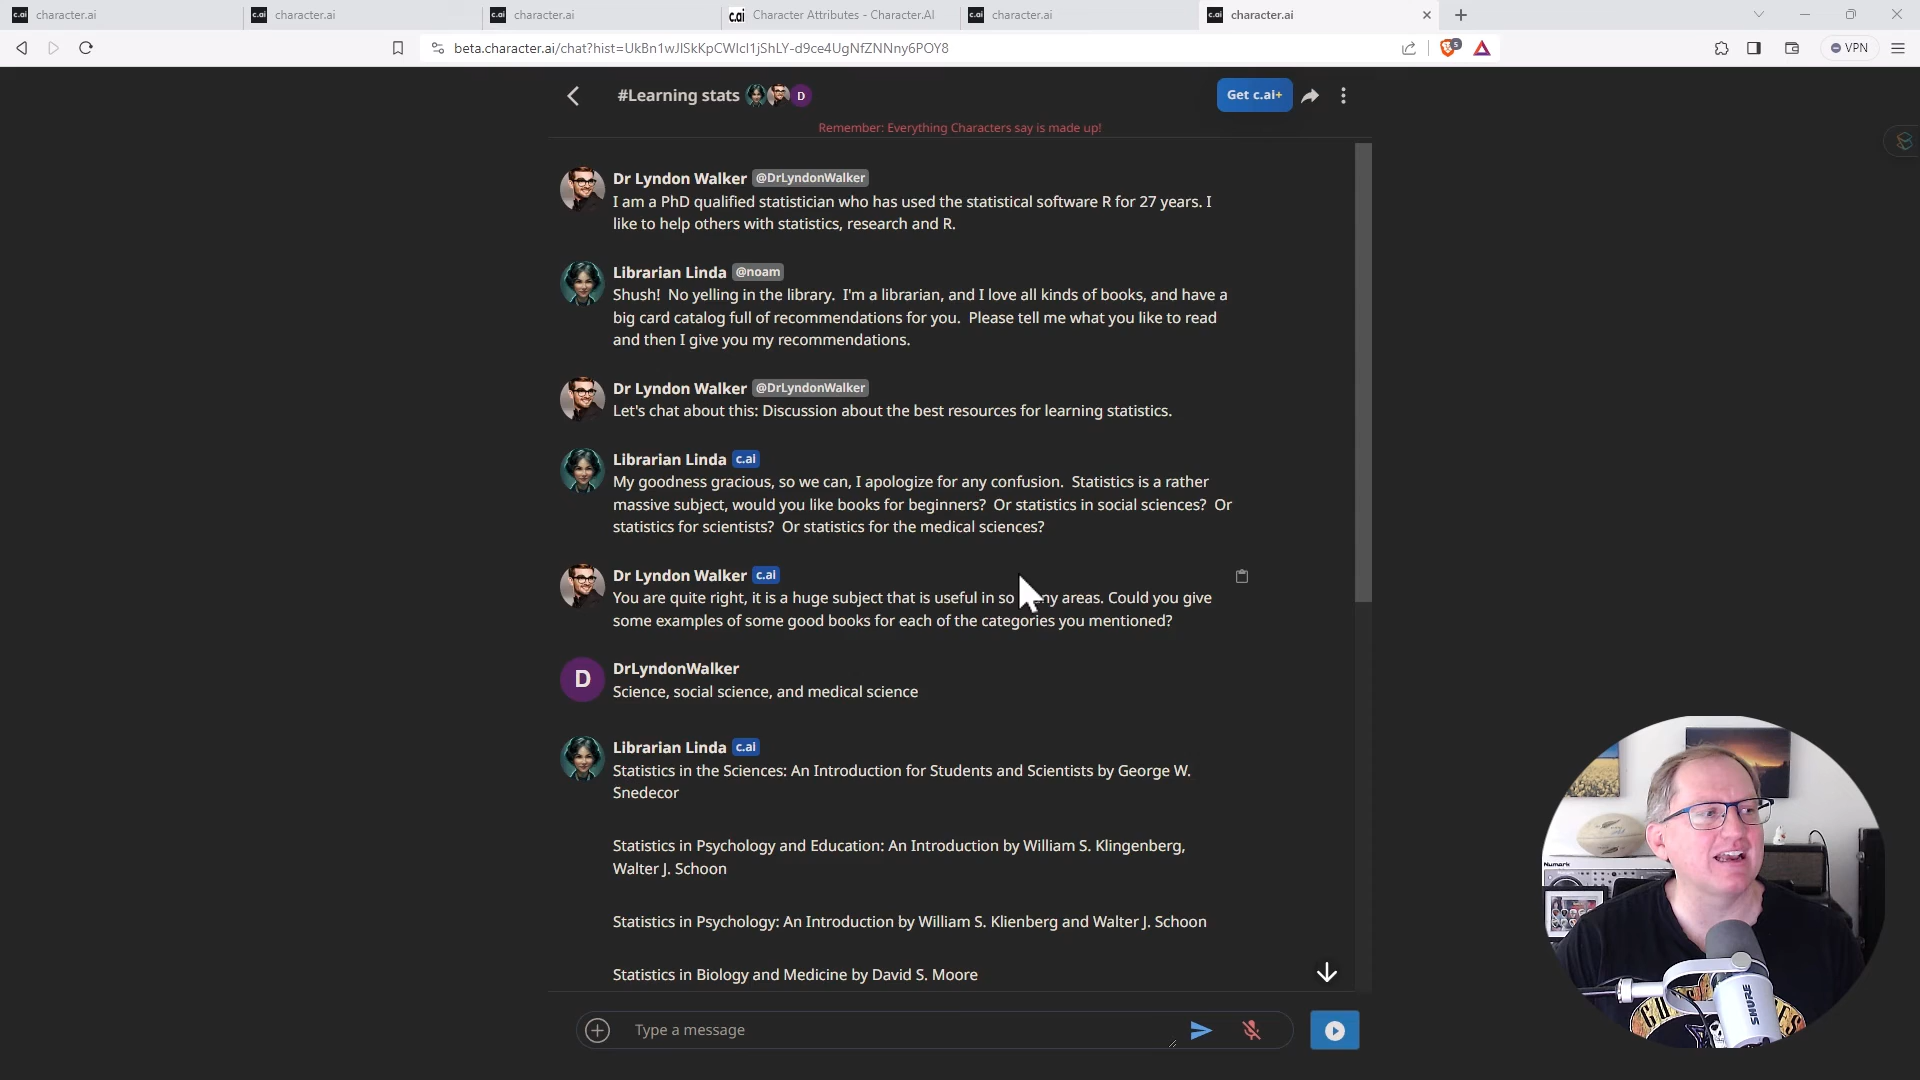 character.ai
character.ai
character.ai
Character Attributes - Character.AI
character.ai
character.ai
beta.character.ai/chat?hist=UkBn1wJlSkKpCWIcI1jShLY-d9ce4UgNfZNNny6POY8
VPN
#Learning stats
D
Get c.ai+
Remember: Everything Characters say is made up!
Dr Lyndon Walker @DrLyndonWalker
I am a PhD qualified statistician who has used the statistical software R for 27 years. I
like to help others with statistics, research and R.
Librarian Linda @noam
Shush!  No yelling in the library.  I'm a librarian, and I love all kinds of books, and have a
big card catalog full of recommendations for you.  Please tell me what you like to read
and then I give you my recommendations.
Dr Lyndon Walker @DrLyndonWalker
Let's chat about this: Discussion about the best resources for learning statistics.
Librarian Linda c.ai
My goodness gracious, so we can, I apologize for any confusion.  Statistics is a rather
massive subject, would you like books for beginners?  Or statistics in social sciences?  Or
statistics for scientists?  Or statistics for the medical sciences?
Dr Lyndon Walker c.ai
You are quite right, it is a huge subject that is useful in so areas. Could you give
some examples of some good books for each of the categories you mentioned?
D
DrLyndonWalker
Science, social science, and medical science
Librarian Linda c.ai
Statistics in the Sciences: An Introduction for Students and Scientists by George W.
Snedecor
Statistics in Psychology and Education: An Introduction by William S. Klingenberg,
Walter J. Schoon
Statistics in Psychology: An Introduction by William S. Klienberg and Walter J. Schoon
Statistics in Biology and Medicine by David S. Moore
Type a message
Numark
SHURE